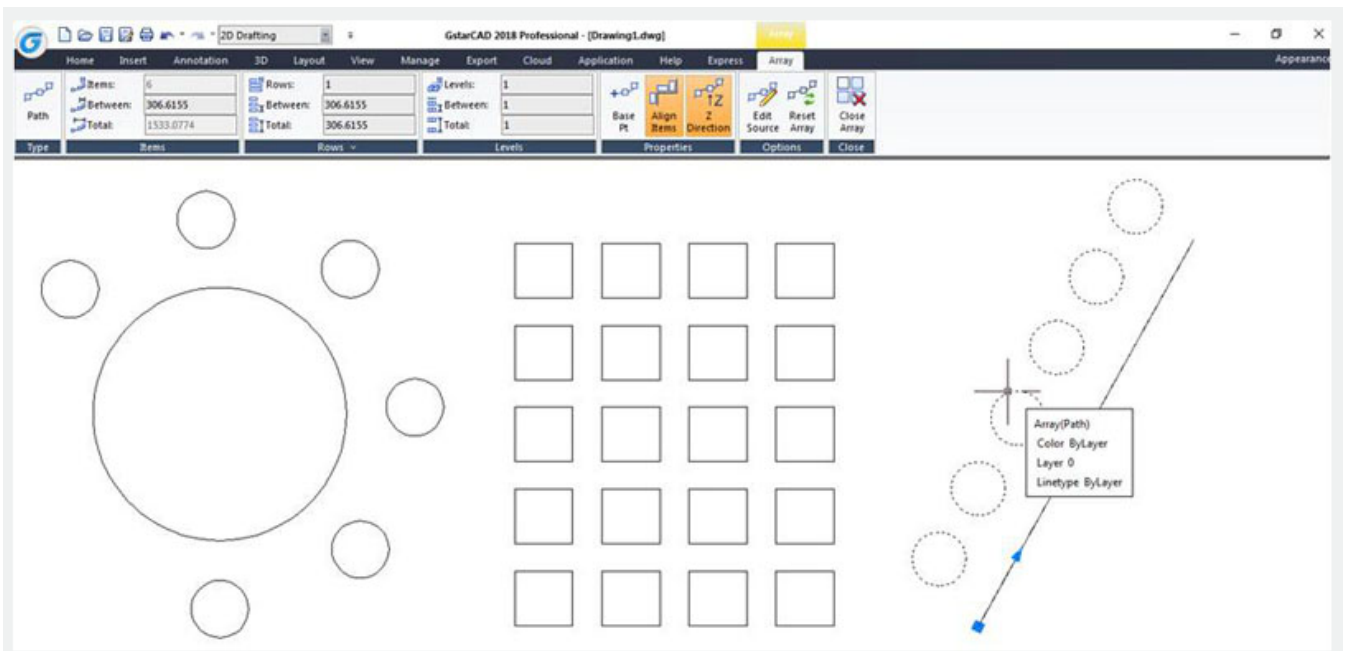 2D Drafting
GstarCAD 2018 Professional - [Drawing1.dwg]
Array
Home Insert Annotation 3D Layout View Manage Export Cloud Application Help Express Array Appearance
Path
Items: 6
Between: 306.6155
Total: 1533.0774
Rows: 1
Between: 306.6155
Total: 306.6155
Levels: 1
Between: 1
Total: 1
Base Pt
Align Items
Z Direction
Edit Source
Reset Array
Close Array
Type Items Rows Levels Properties Options Close
Z
Array(Path)
Color ByLayer
Layer 0
Linetype ByLayer